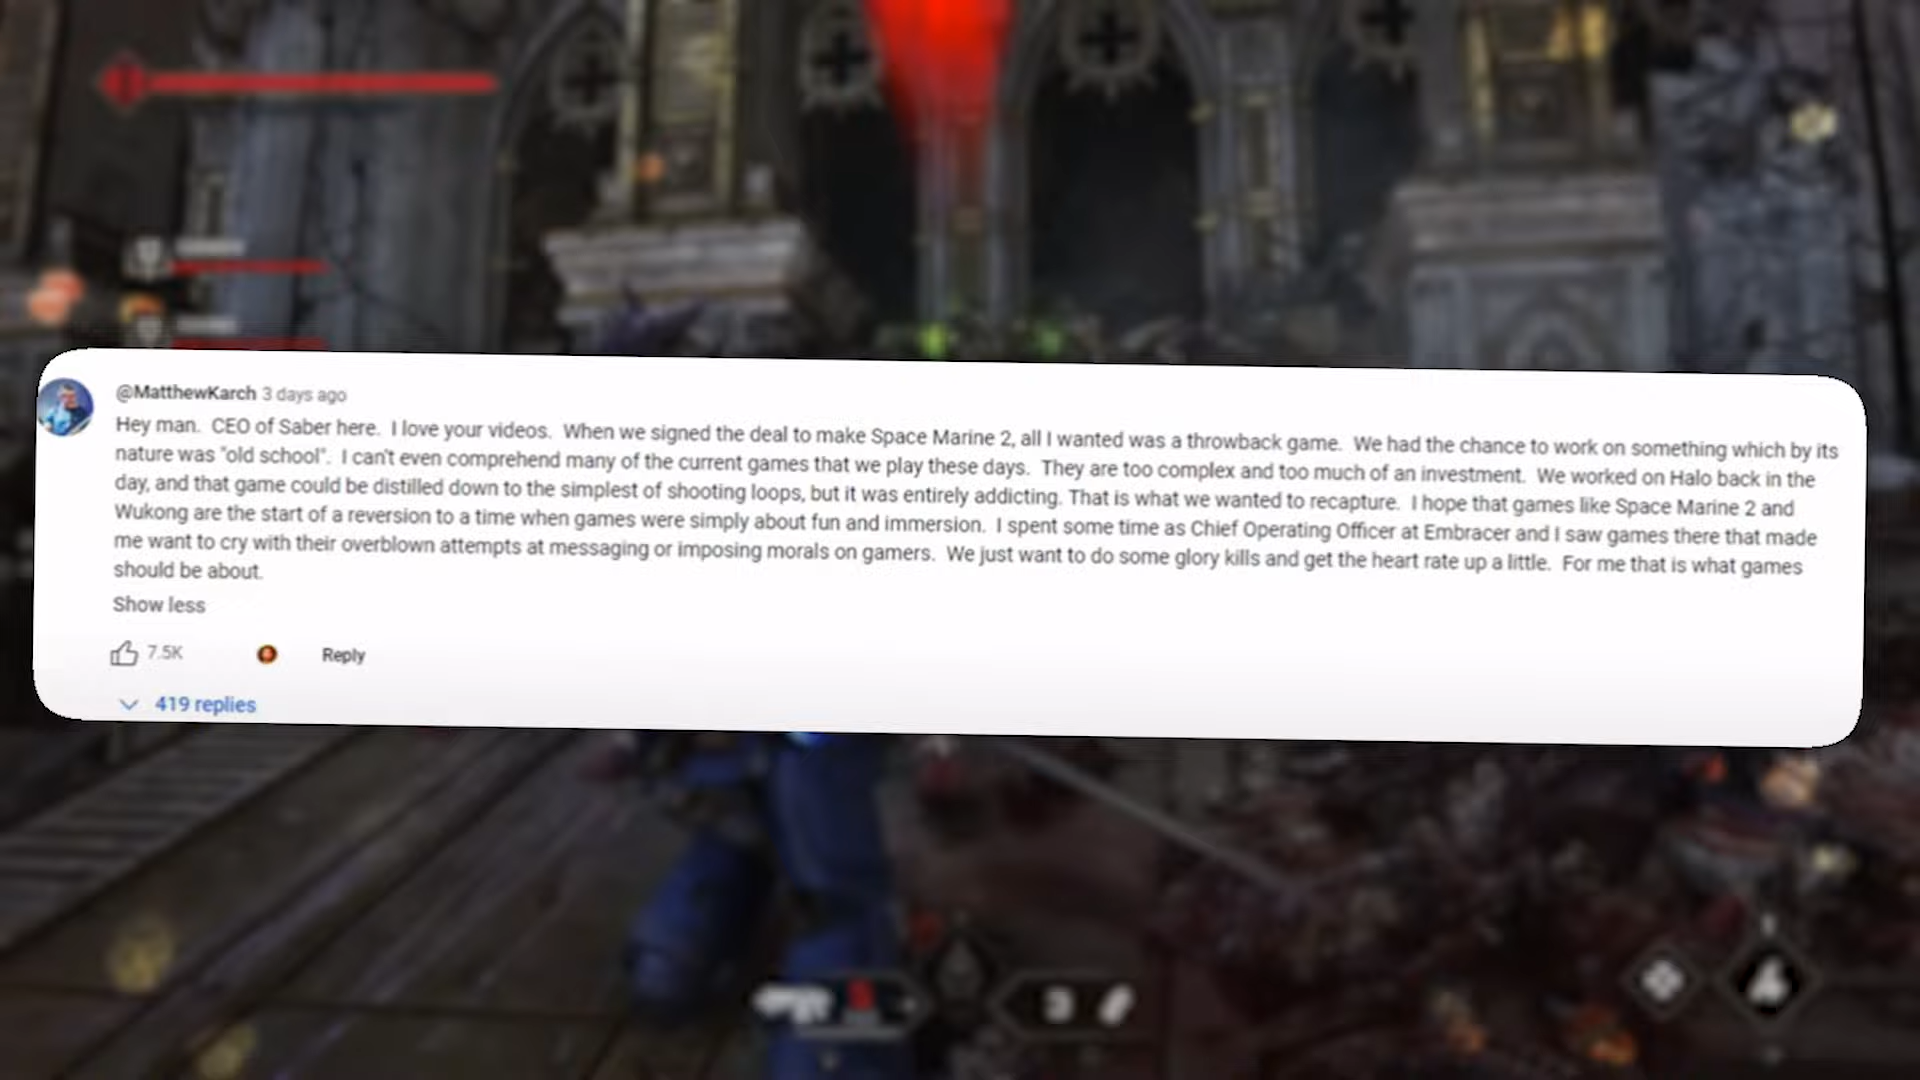 @MatthewKarch 3 days ago
Hey man. CEO of Saber here. I love your videos. When we signed the deal to make Space Marine 2, all I wanted was a throwback game. We had the chance to work on something which by its
nature was "old school". I can't even comprehend many of the current games that we play these days. They are too complex and too much of an investment. We worked on Halo back in the
day, and that game could be distilled down to the simplest of shooting loops, but it was entirely addicting. That is what we wanted to recapture. I hope that games like Space Marine 2 and
Wukong are the start of a reversion to a time when games were simply about fun and immersion. I spent some time as Chief Operating Officer at Embracer and I saw games there that made
me want to cry with their overblown attempts at messaging or imposing morals on gamers. We just want to do some glory kills and get the heart rate up a little. For me that is what games
should be about.
Show less
7.5K Reply
419 replies